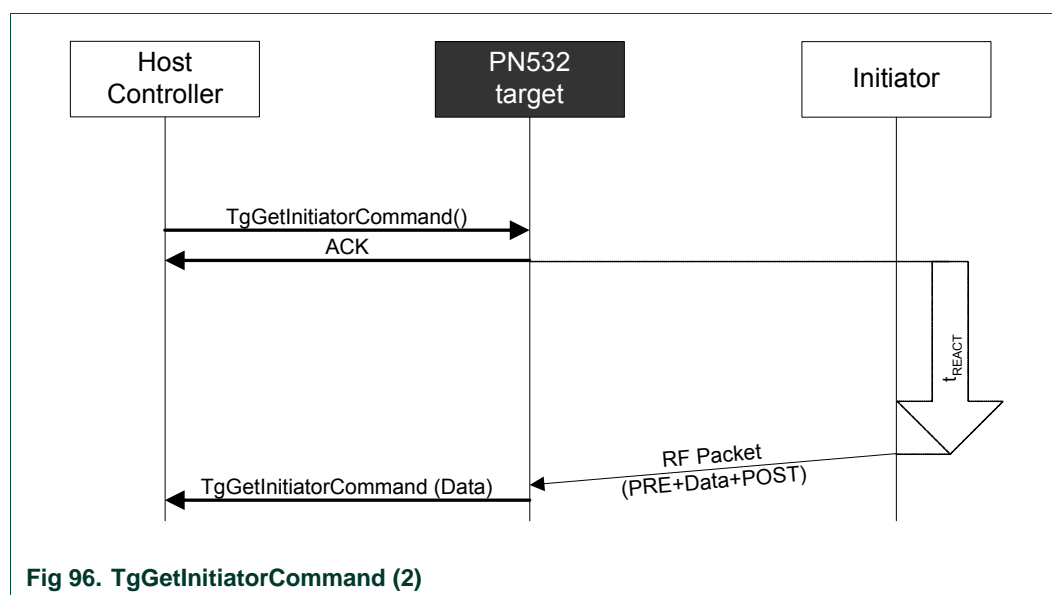 Host
Controller
PN532
target
Initiator
TgGetInitiatorCommand()
ACK
tREACT
RF Packet
(PRE+Data+POST)
TgGetInitiatorCommand (Data)
Fig 96. TgGetInitiatorCommand (2)